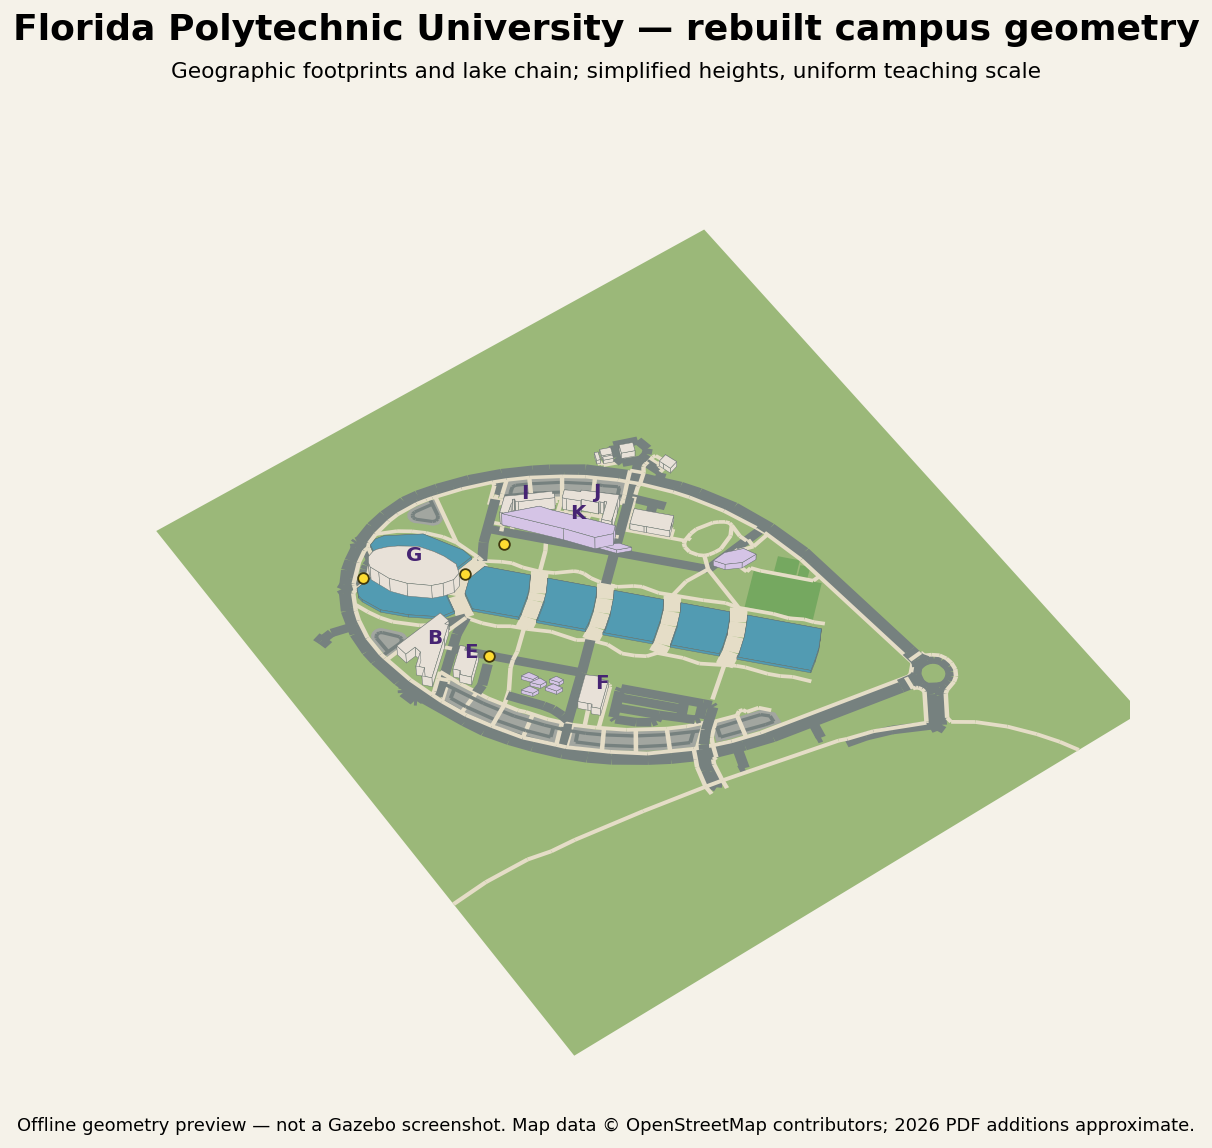 Florida Polytechnic University — rebuilt campus geometry
Geographic footprints and lake chain; simplified heights, uniform teaching scale
I
J
K
G
B
E
F
Offline geometry preview — not a Gazebo screenshot. Map data © OpenStreetMap contributors; 2026 PDF additions approximate.